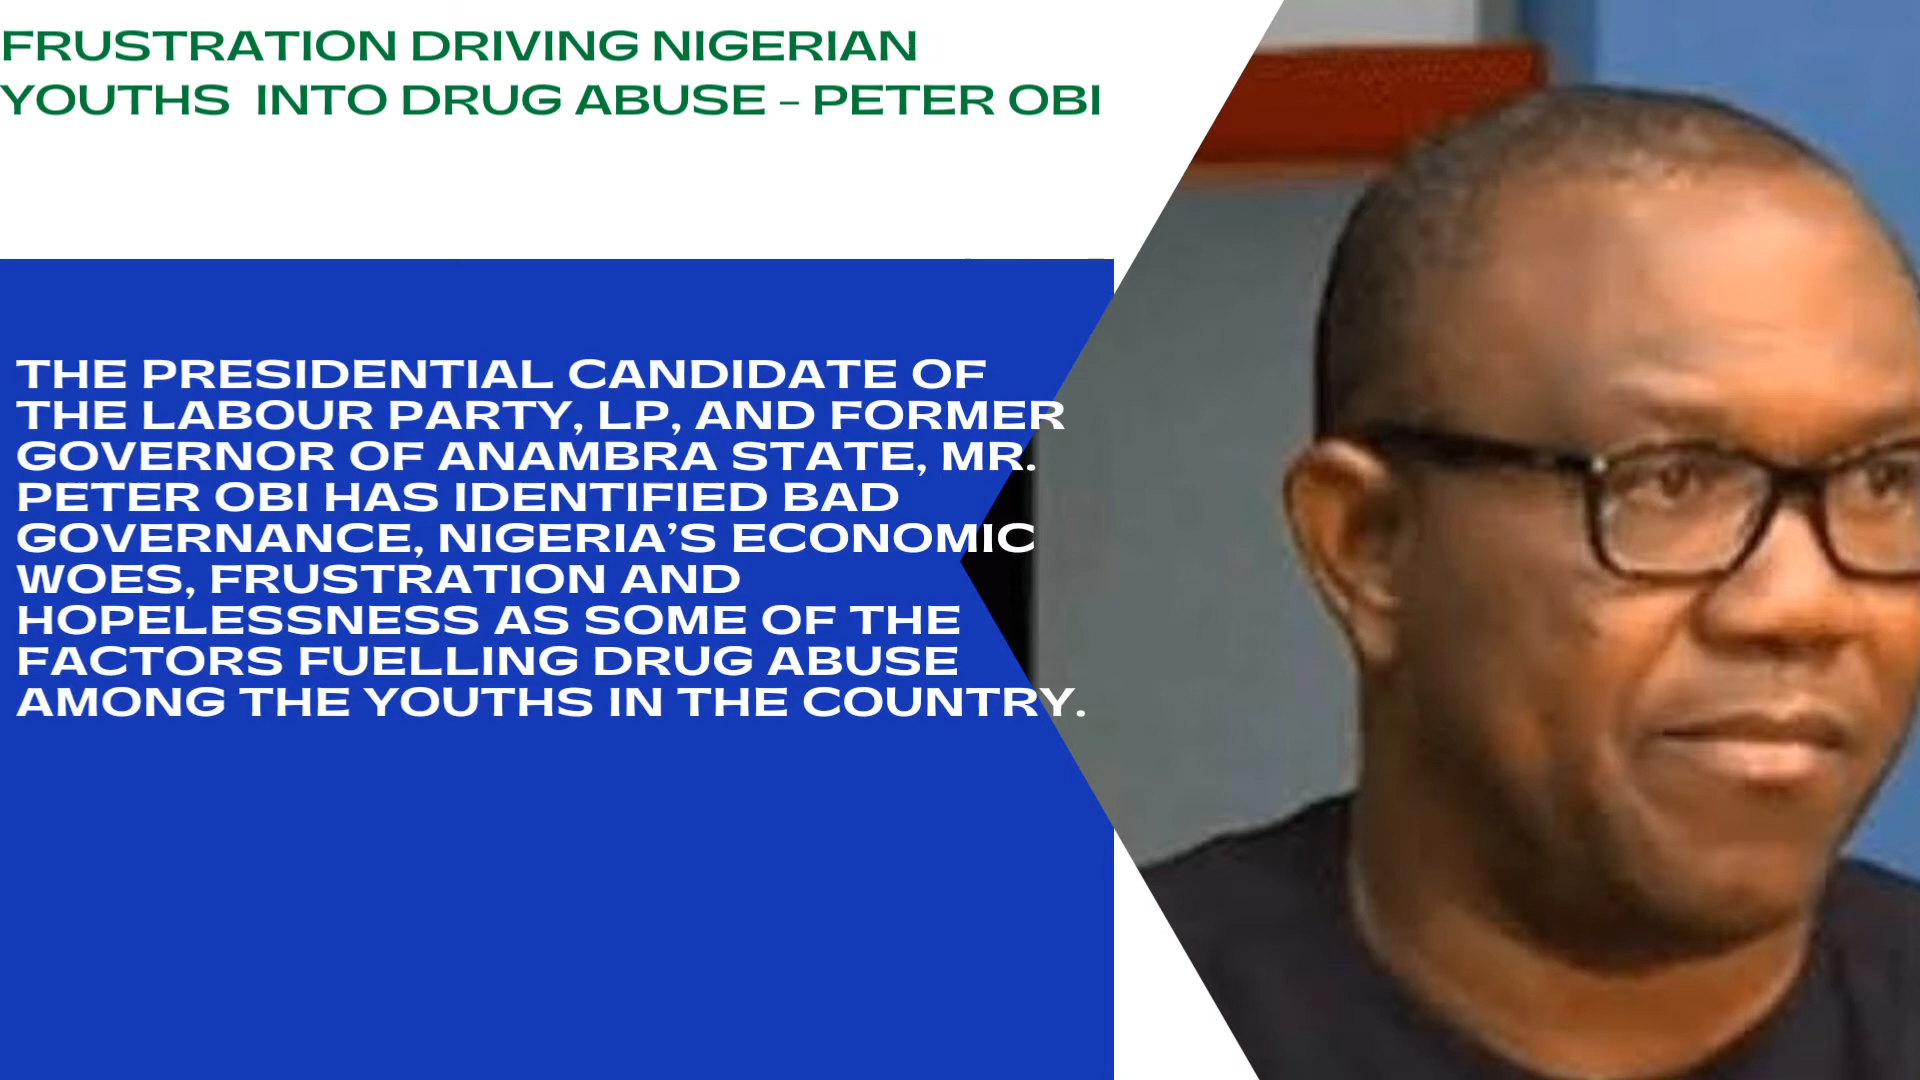 FRUSTRATION DRIVING NIGERIAN
YOUTHS INTO DRUG ABUSE – PETER OBI
THE PRESIDENTIAL CANDIDATE OF
THE LABOUR PARTY, LP, AND FORMER
GOVERNOR OF ANAMBRA STATE, MR.
PETER OBI HAS IDENTIFIED BAD
GOVERNANCE, NIGERIA’S ECONOMIC
WOES, FRUSTRATION AND
HOPELESSNESS AS SOME OF THE
FACTORS FUELLING DRUG ABUSE
AMONG THE YOUTHS IN THE COUNTRY.